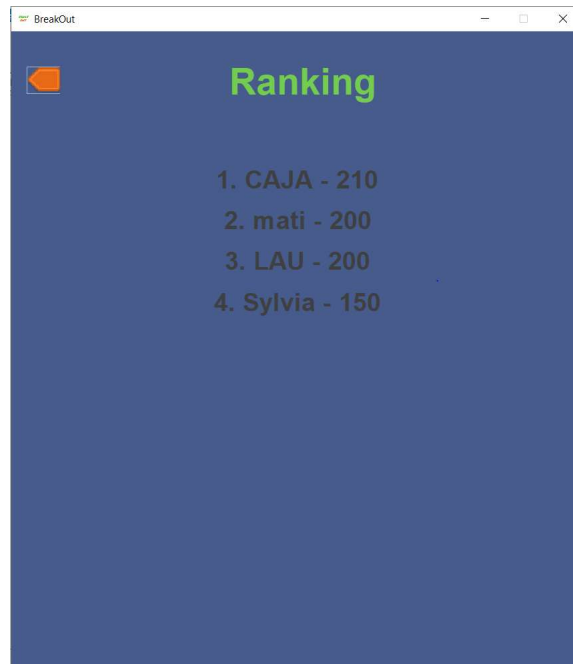 BreakOut
Ranking
1. CAJA - 210
2. mati - 200
3. LAU - 200
4. Sylvia - 150